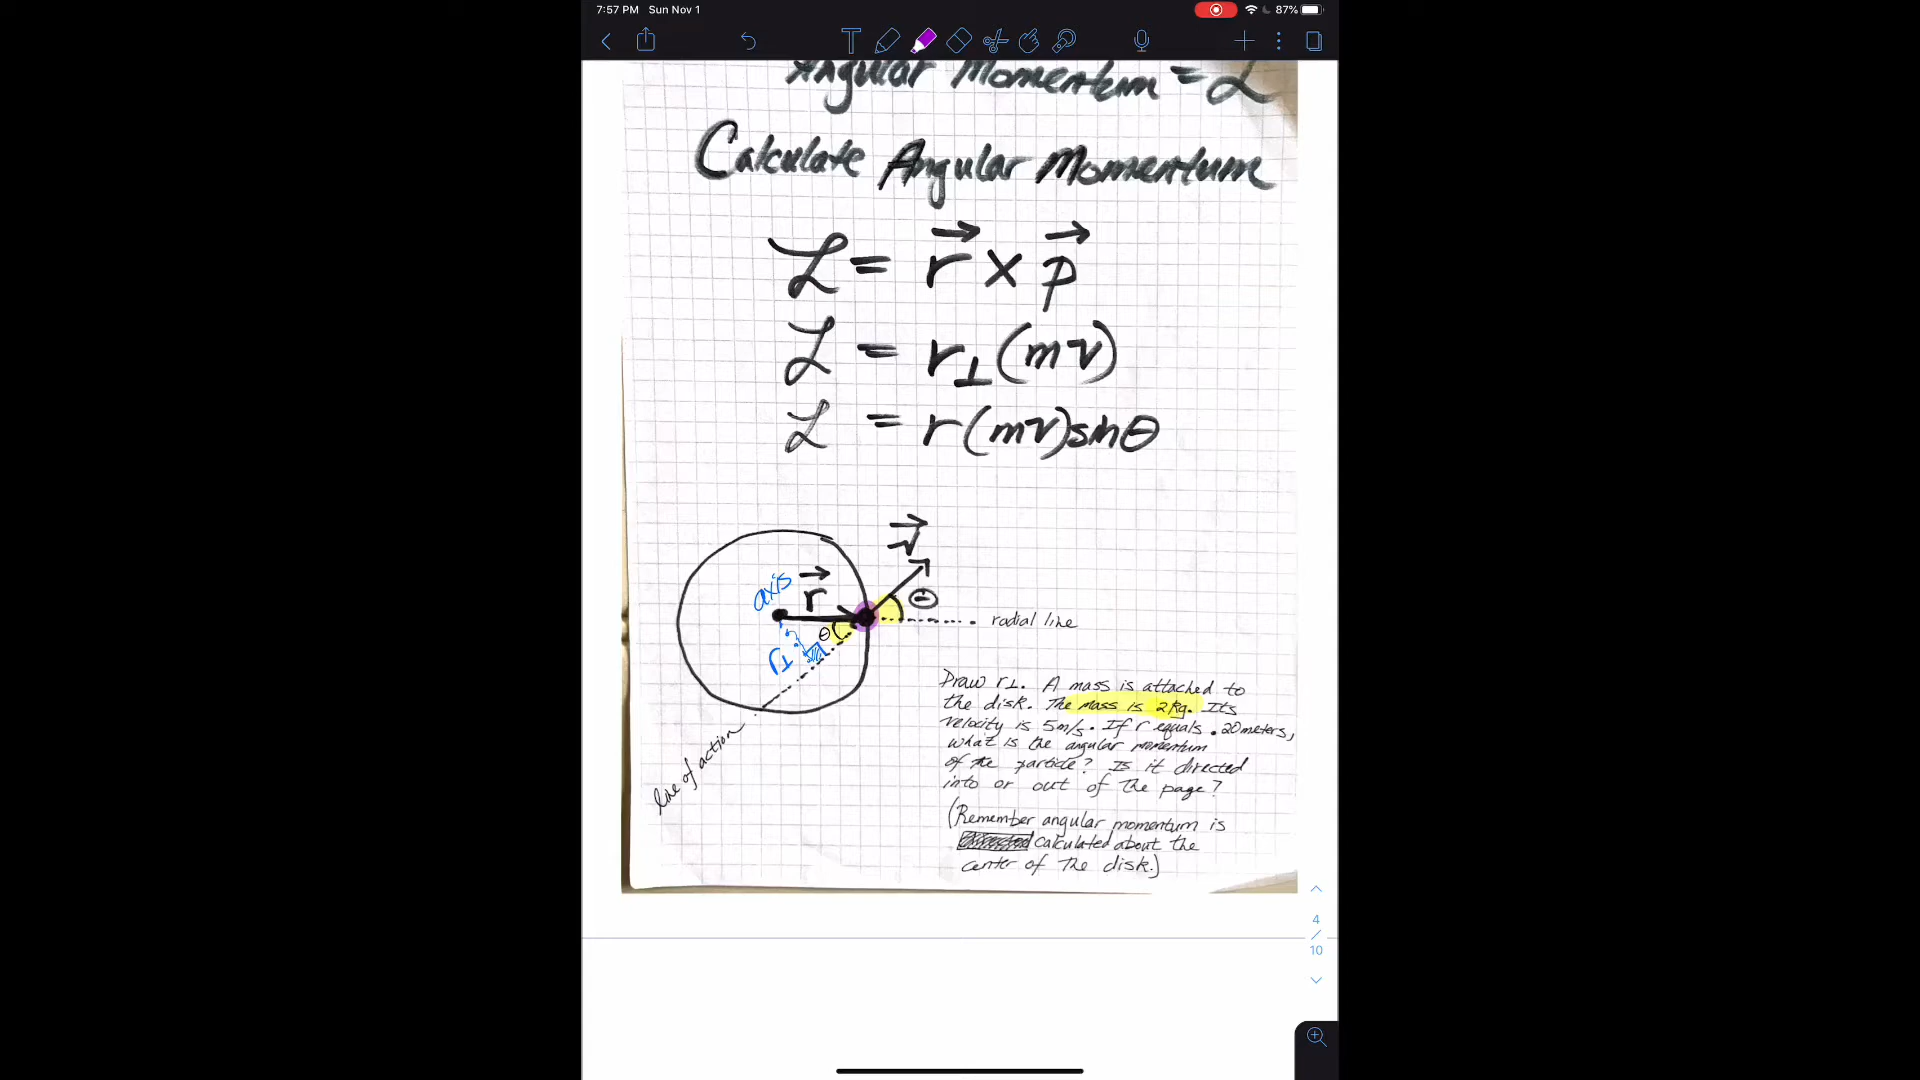 7:57 PM Sun Nov 1
87%
Angular Momentum = L
Calculate Angular Momentum
L = r × p
L = r⊥(mv)
L = r(mv)sinθ
v
axis
r
θ
θ
radial line
r⊥
line of action
Draw r⊥. A mass is attached to
the disk. The mass is 2kg. Its
velocity is 5m/s. If r equals .20meters,
what is the angular momentum
of the particle? Is it directed
into or out of the page?
(Remember angular momentum is
calculated about the
center of the disk.)
4
/
10